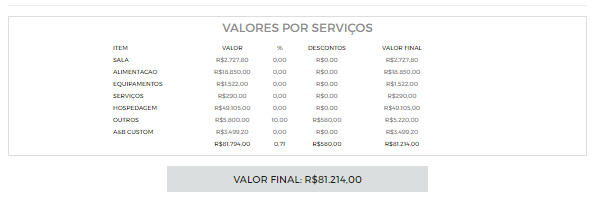 VALORES POR SERVIÇOS
ITEM VALOR % DESCONTOS VALOR FINAL
SALA R$2.727,80 0,00 R$0,00 R$2.727,80
ALIMENTACAO R$18.850,00 0,00 R$0,00 R$18.850,00
EQUIPAMENTOS R$1.522,00 0,00 R$0,00 R$1.522,00
SERVIÇOS R$290,00 0,00 R$0,00 R$290,00
HOSPEDAGEM R$49.105,00 0,00 R$0,00 R$49.105,00
OUTROS R$5.800,00 10,00 R$580,00 R$5.220,00
A&B CUSTOM R$3.499,20 0,00 R$0,00 R$3.499,20
R$81.794,00 0,71 R$580,00 R$81.214,00
VALOR FINAL: R$81.214,00